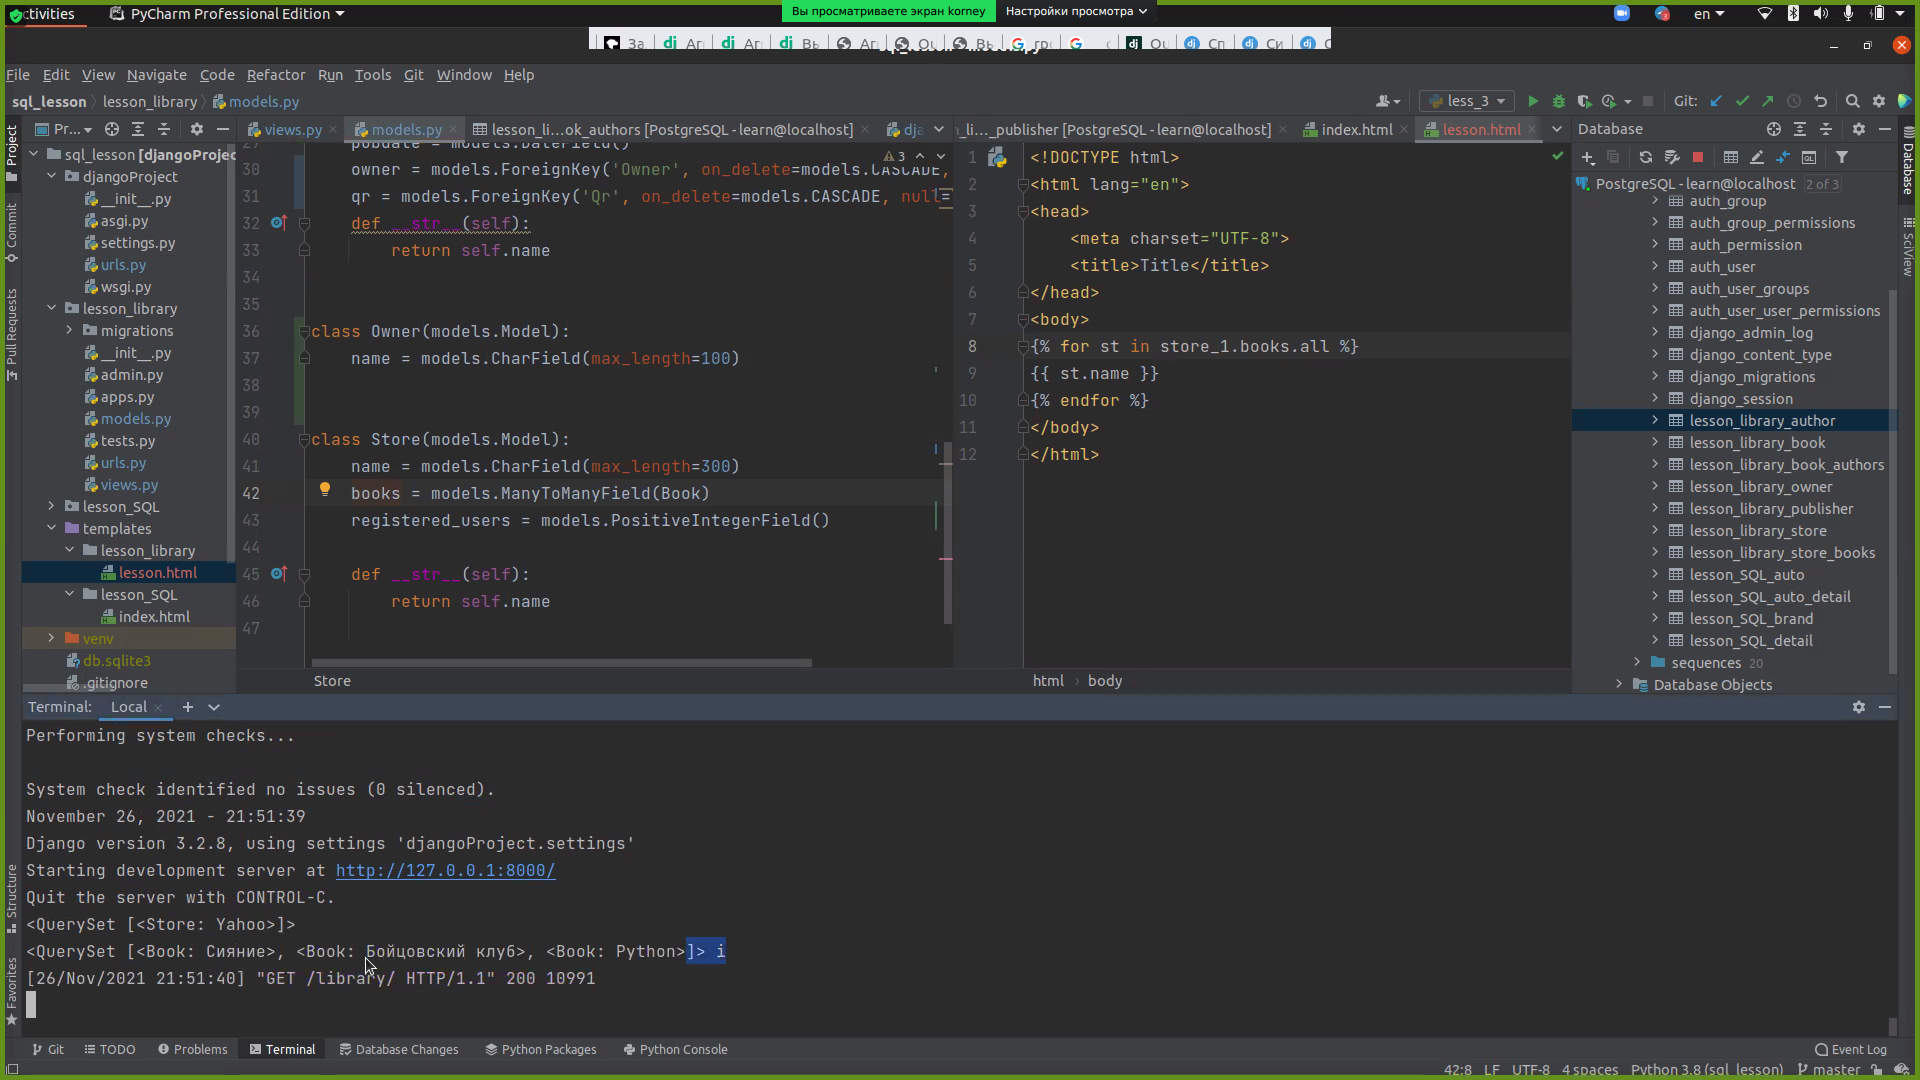 ctivities
PyCharm Professional Edition
Вы просматриваете экран korney
Настройки просмотра
en
File Edit View Navigate Code Refactor Run Tools Git Window Help
sql_lesson lesson_library models.py
less_3
Git:
Project
Commit
Pull Requests
Structure
Favorites
Pr...
sql_lesson [djangoProjec
djangoProject
__init__.py
asgi.py
settings.py
urls.py
wsgi.py
lesson_library
migrations
__init__.py
admin.py
apps.py
models.py
tests.py
urls.py
views.py
lesson_SQL
templates
lesson_library
lesson.html
lesson_SQL
index.html
venv
db.sqlite3
.gitignore
views.py
models.py
lesson_li...ok_authors [PostgreSQL - learn@localhost]
dja
30 owner = models.ForeignKey('Owner', on_delete=models.CASCADE,
31 qr = models.ForeignKey('Qr', on_delete=models.CASCADE, null=
32 def __str__(self):
33 return self.name
34
35
36 class Owner(models.Model):
37 name = models.CharField(max_length=100)
38
39
40 class Store(models.Model):
41 name = models.CharField(max_length=300)
42 books = models.ManyToManyField(Book)
43 registered_users = models.PositiveIntegerField()
44
45 def __str__(self):
46 return self.name
47
3
Store
_li..._publisher [PostgreSQL - learn@localhost]
index.html
lesson.html
1 <!DOCTYPE html>
2 <html lang="en">
3 <head>
4 <meta charset="UTF-8">
5 <title>Title</title>
6 </head>
7 <body>
8 {% for st in store_1.books.all %}
9 {{ st.name }}
10 {% endfor %}
11 </body>
12 </html>
html body
Database
PostgreSQL - learn@localhost 2 of 3
auth_group
auth_group_permissions
auth_permission
auth_user
auth_user_groups
auth_user_user_permissions
django_admin_log
django_content_type
django_migrations
django_session
lesson_library_author
lesson_library_book
lesson_library_book_authors
lesson_library_owner
lesson_library_publisher
lesson_library_store
lesson_library_store_books
lesson_SQL_auto
lesson_SQL_auto_detail
lesson_SQL_brand
lesson_SQL_detail
sequences 20
Database Objects
Database
SciView
Terminal: Local
Performing system checks...
System check identified no issues (0 silenced).
November 26, 2021 - 21:51:39
Django version 3.2.8, using settings 'djangoProject.settings'
Starting development server at http://127.0.0.1:8000/
Quit the server with CONTROL-C.
<QuerySet [<Store: Yahoo>]>
<QuerySet [<Book: Сияние>, <Book: Бойцовский клуб>, <Book: Python>]> i
[26/Nov/2021 21:51:40] "GET /library/ HTTP/1.1" 200 10991
Git TODO Problems Terminal Database Changes Python Packages Python Console
Event Log
42:8 LF UTF-8 4 spaces Python 3.8 (sql_lesson) master